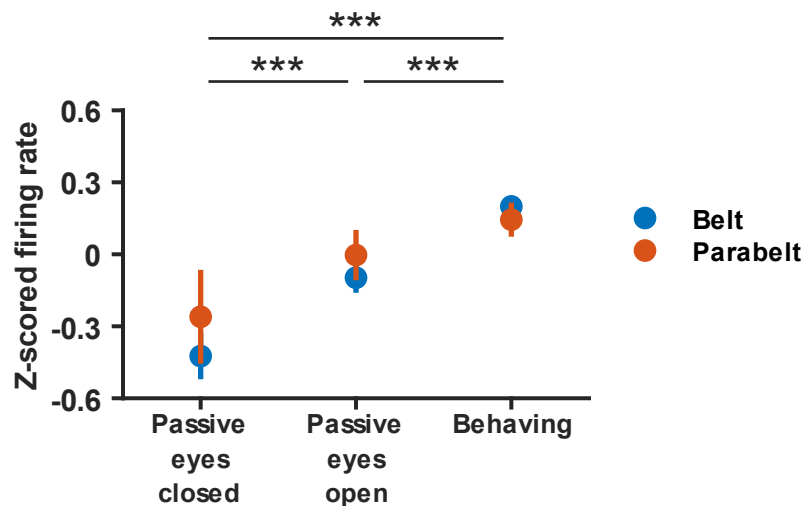 ***
*** ***
0.6
0.3
0
-0.3
-0.6
Z-scored firing rate
Belt
Parabelt
Passive eyes closed
Passive eyes open
Behaving